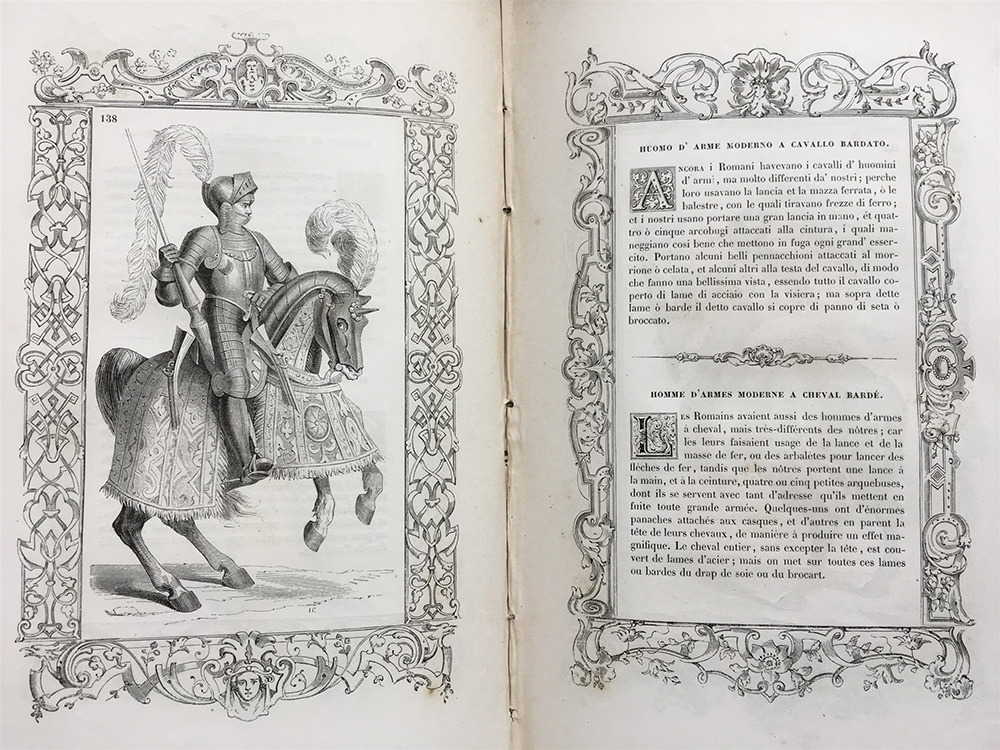 138
HUOMO D' ARME MODERNO A CAVALLO BARDATO.
ANCORA i Romani havevano i cavalli d' huomini
d' armi, ma molto differenti da' nostri; perche
loro usavano la lancia et la mazza ferrata, ò le
balestre, con le quali tiravano frezze di ferro;
et i nostri usano portare una gran lancia in mano, ét quat-
tro ò cinque arcobugi attaccati alla cintura, i quali ma-
neggiano cosi bene che mettono in fuga ogni grand' esser-
cito. Portano alcuni belli pennacchioni attaccati al mor-
rione ò celata, et alcuni altri alla testa del cavallo, di modo
che fanno una bellissima vista, essendo tutto il cavallo co-
perto di lame di acciaio con la visiera; ma sopra dette
lame ò barde il detto cavallo si copre di panno di seta ò
broccato.
HOMME D'ARMES MODERNE A CHEVAL BARDÉ.
LES Romains avaient aussi des hommes d'armes
à cheval, mais très-différents des nôtres; car
les leurs faisaient usage de la lance et de la
masse de fer, ou des arbalètes pour lancer des
flèches de fer, tandis que les nôtres portent une lance à
la main, et à la ceinture, quatre ou cinq petites arquebuses,
dont ils se servent avec tant d'adresse qu'ils mettent en
fuite toute grande armée. Quelques-uns ont d'énormes
panaches attachés aux casques, et d'autres en parent la
tête de leurs chevaux, de manière à produire un effet ma-
gnifique. Le cheval entier, sans excepter la tête, est cou-
vert de lames d'acier; mais on met sur toutes ces lames
ou bardes du drap de soie ou du brocart.